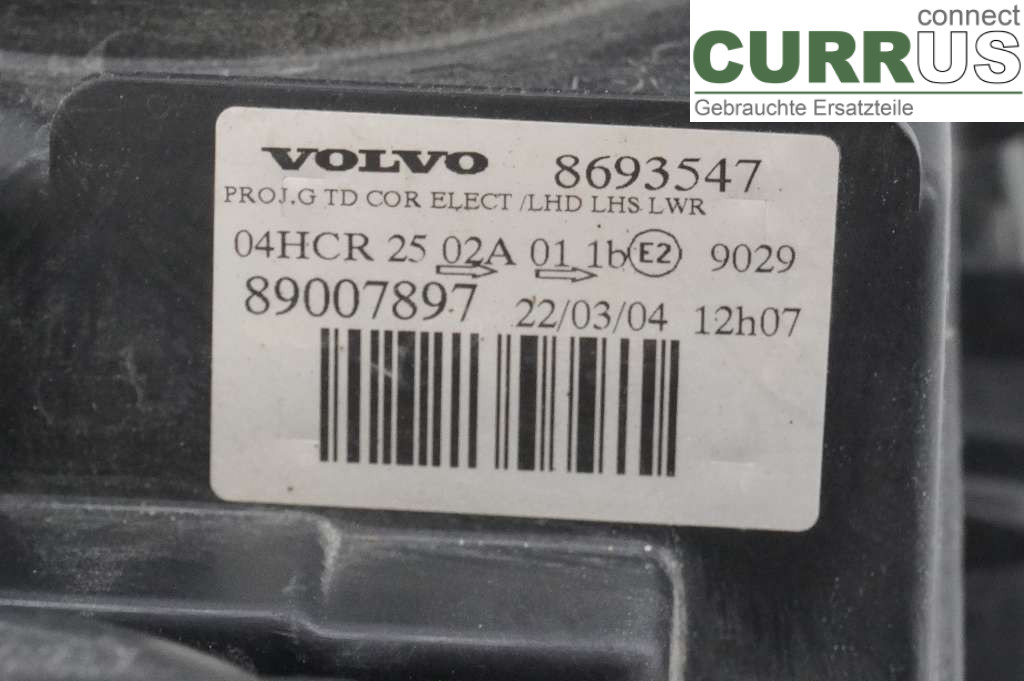 connect
CURRUS
Gebrauchte Ersatzteile
VOLVO 8693547
PROJ.G TD COR ELECT /LHD LHS LWR
04HCR 25 02A 01 1b E2 9029
89007897 22/03/04 12h07